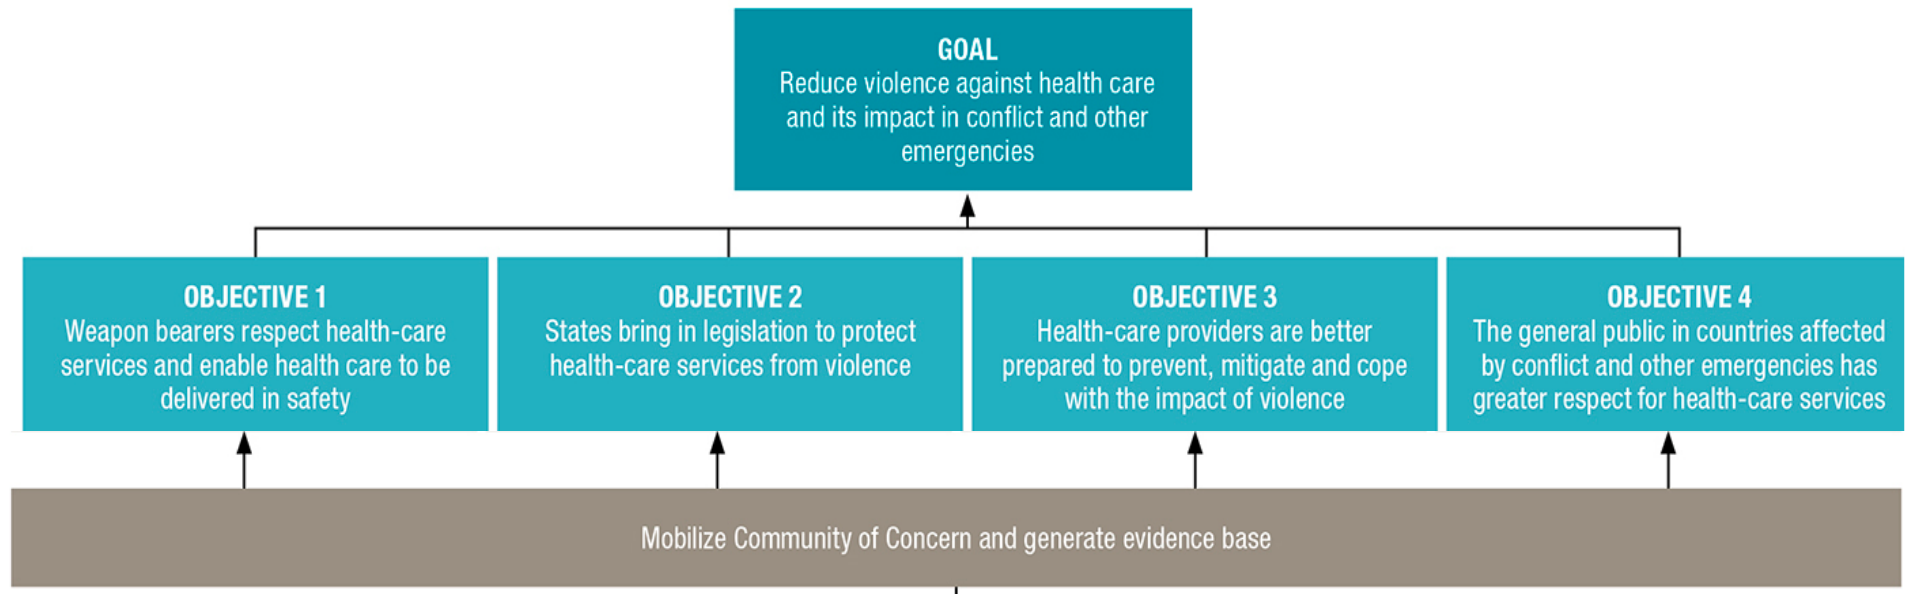 GOAL
Reduce violence against health care
and its impact in conflict and other
emergencies
OBJECTIVE 1
Weapon bearers respect health-care
services and enable health care to be
delivered in safety
OBJECTIVE 2
States bring in legislation to protect
health-care services from violence
OBJECTIVE 3
Health-care providers are better
prepared to prevent, mitigate and cope
with the impact of violence
OBJECTIVE 4
The general public in countries affected
by conflict and other emergencies has
greater respect for health-care services
Mobilize Community of Concern and generate evidence base